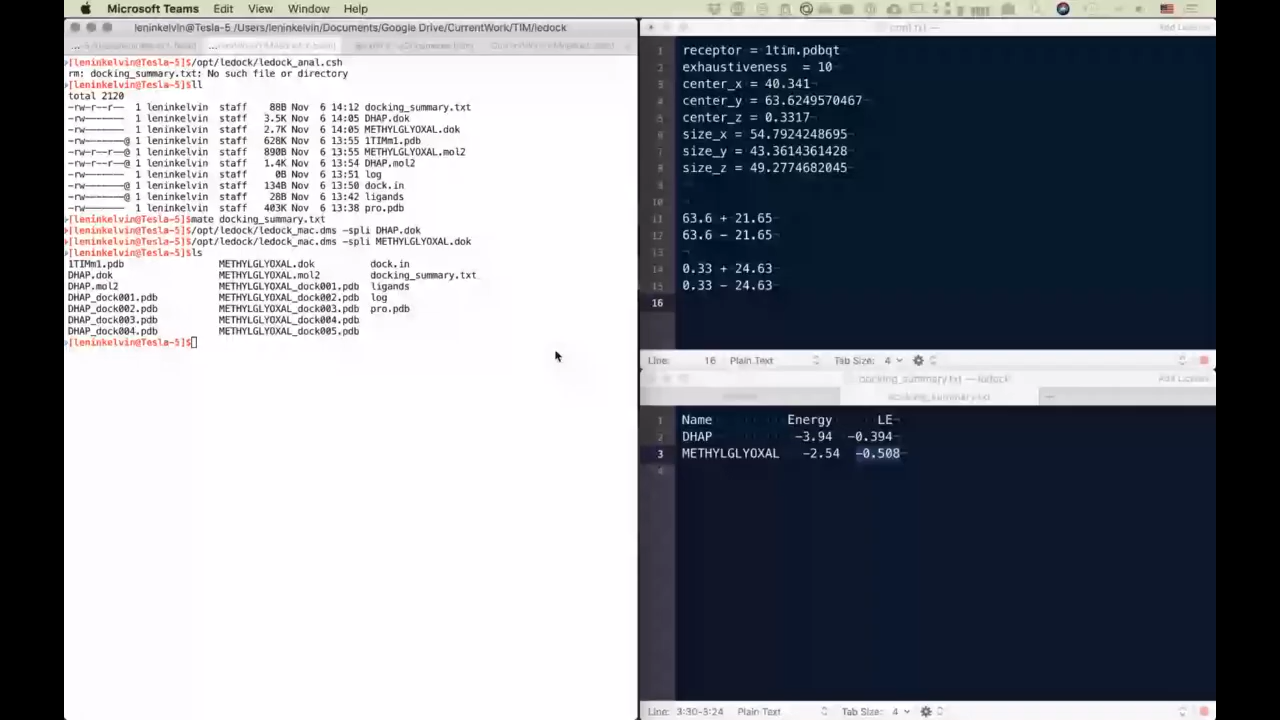 Microsoft Teams Edit View Window Help
leninkelvin@Tesla-5] /Users/leninkelvin/Documents/Google Drive/CurrentWork/TIM/ledock
[leninkelvin@Tesla-5]$/opt/ledock/ledock_anal.csh
rm: docking_summary.txt: No such file or directory
[leninkelvin@Tesla-5]$ll
total 2120
-rw-r--r-- 1 leninkelvin staff 88B Nov 6 14:12 docking_summary.txt
-rw------- 1 leninkelvin staff 3.5K Nov 6 14:05 DHAP.dok
-rw------- 1 leninkelvin staff 2.7K Nov 6 14:05 METHYLGLYOXAL.dok
-rw-------@ 1 leninkelvin staff 628K Nov 6 13:55 1TIMm1.pdb
-rw-r--r--@ 1 leninkelvin staff 890B Nov 6 13:55 METHYLGLYOXAL.mol2
-rw-r--r--@ 1 leninkelvin staff 1.4K Nov 6 13:54 DHAP.mol2
-rw------- 1 leninkelvin staff 0B Nov 6 13:51 log
-rw-------@ 1 leninkelvin staff 134B Nov 6 13:50 dock.in
-rw-------@ 1 leninkelvin staff 28B Nov 6 13:42 ligands
-rw------- 1 leninkelvin staff 403K Nov 6 13:38 pro.pdb
[leninkelvin@Tesla-5]$mate docking_summary.txt
[leninkelvin@Tesla-5]$/opt/ledock/ledock_mac.dms -spli DHAP.dok
[leninkelvin@Tesla-5]$/opt/ledock/ledock_mac.dms -spli METHYLGLYOXAL.dok
[leninkelvin@Tesla-5]$ls
1TIMm1.pdb METHYLGLYOXAL.dok dock.in
DHAP.dok METHYLGLYOXAL.mol2 docking_summary.txt
DHAP.mol2 METHYLGLYOXAL_dock001.pdb ligands
DHAP_dock001.pdb METHYLGLYOXAL_dock002.pdb log
DHAP_dock002.pdb METHYLGLYOXAL_dock003.pdb pro.pdb
DHAP_dock003.pdb METHYLGLYOXAL_dock004.pdb
DHAP_dock004.pdb METHYLGLYOXAL_dock005.pdb
[leninkelvin@Tesla-5]$
conf.txt — Add License
1 receptor = 1tim.pdbqt
2 exhaustiveness = 10
3 center_x = 40.341
4 center_y = 63.6249570467
5 center_z = 0.3317
6 size_x = 54.7924248695
7 size_y = 43.3614361428
8 size_z = 49.2774682045
9
10
11 63.6 + 21.65
12 63.6 - 21.65
13
14 0.33 + 24.63
15 0.33 - 24.63
16
Line: 16 Plain Text Tab Size: 4
docking_summary.txt — ledock Add License
docking_summary.txt
1 Name Energy LE
2 DHAP -3.94 -0.394
3 METHYLGLYOXAL -2.54 -0.508
4
Line: 3:30-3:24 Plain Text Tab Size: 4